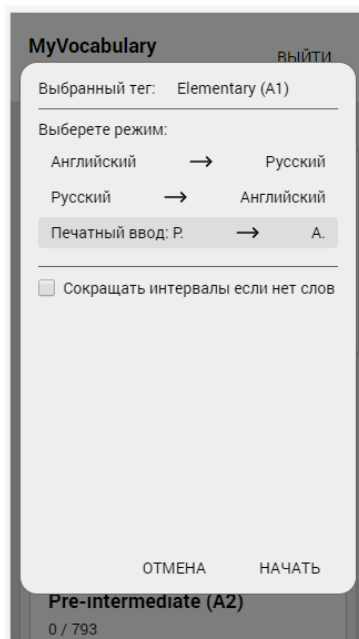 MyVocabulary ВЫЙТИ
Выбранный тег: Elementary (A1)
Выберете режим:
Английский → Русский
Русский → Английский
Печатный ввод: Р. → А.
Сокращать интервалы если нет слов
ОТМЕНА НАЧАТЬ
Pre-intermediate (A2)
0 / 793